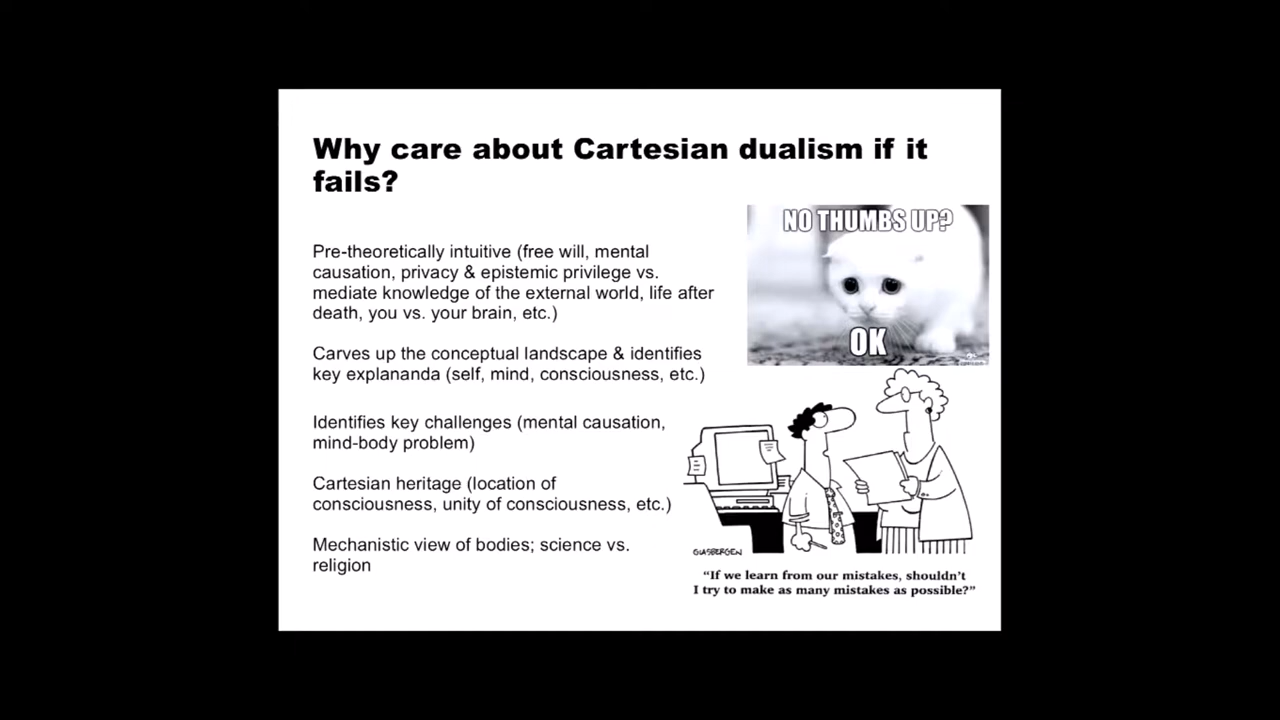 Why care about Cartesian dualism if it
fails?
Pre-theoretically intuitive (free will, mental
causation, privacy & epistemic privilege vs.
mediate knowledge of the external world, life after
death, you vs. your brain, etc.)
Carves up the conceptual landscape & identifies
key explananda (self, mind, consciousness, etc.)
Identifies key challenges (mental causation,
mind-body problem)
Cartesian heritage (location of
consciousness, unity of consciousness, etc.)
Mechanistic view of bodies; science vs.
religion
NO THUMBS UP?
OK
GLASBERGEN
“If we learn from our mistakes, shouldn’t
I try to make as many mistakes as possible?”